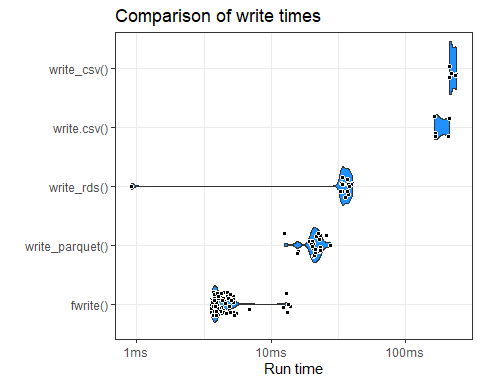 Comparison of write times
write_csv()
write.csv()
write_rds()
write_parquet()
fwrite()
1ms 10ms 100ms
Run time